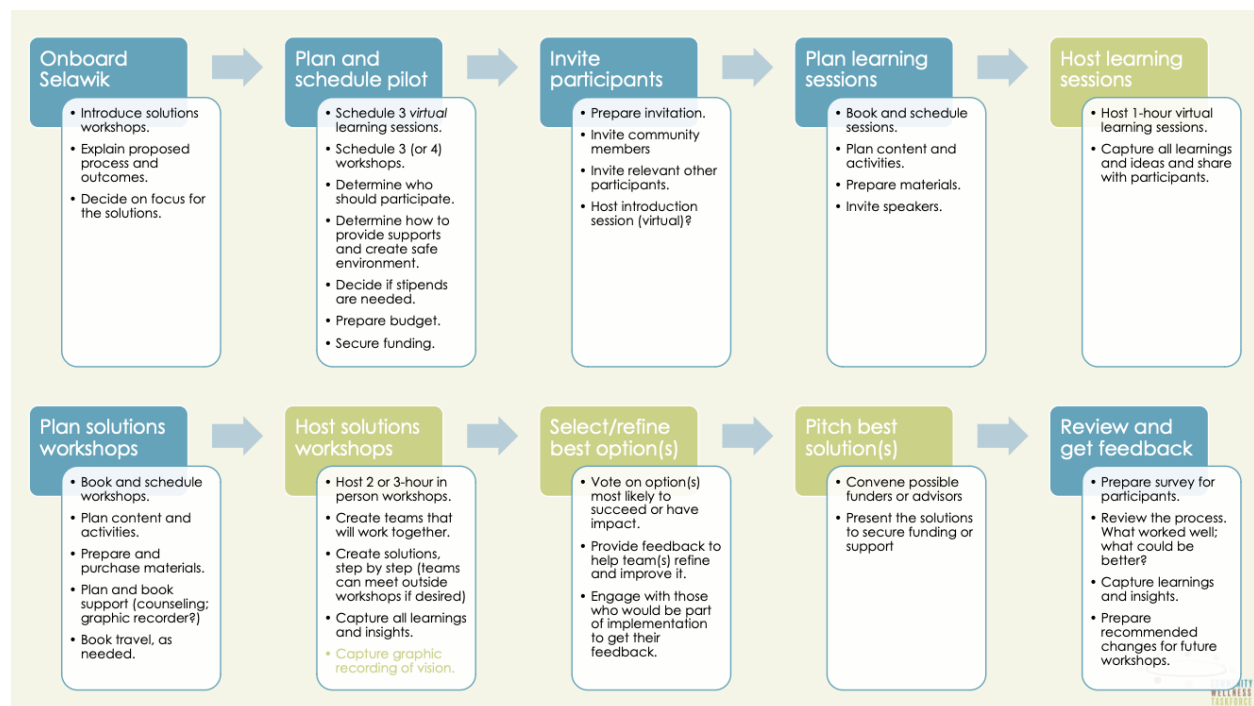 Onboard
Selawik
• Introduce solutions
workshops.
• Explain proposed
process and
outcomes.
• Decide on focus for
the solutions.
Plan and
schedule pilot
• Schedule 3 virtual
learning sessions.
• Schedule 3 (or 4)
workshops.
• Determine who
should participate.
• Determine how to
provide supports
and create safe
environment.
• Decide if stipends
are needed.
• Prepare budget.
• Secure funding.
Invite
participants
• Prepare invitation.
• Invite community
members
• Invite relevant other
participants.
• Host introduction
session (virtual)?
Plan learning
sessions
• Book and schedule
sessions.
• Plan content and
activities.
• Prepare materials.
• Invite speakers.
Host learning
sessions
• Host 1-hour virtual
learning sessions.
• Capture all learnings
and ideas and share
with participants.
Plan solutions
workshops
• Book and schedule
workshops.
• Plan content and
activities.
• Prepare and
purchase materials.
• Plan and book
support (counseling;
graphic recorder?)
• Book travel, as
needed.
Host solutions
workshops
• Host 2 or 3-hour in
person workshops.
• Create teams that
will work together.
• Create solutions,
step by step (teams
can meet outside
workshops if desired)
• Capture all learnings
and insights.
• Capture graphic
recording of vision.
Select/refine
best option(s)
• Vote on option(s)
most likely to
succeed or have
impact.
• Provide feedback to
help team(s) refine
and improve it.
• Engage with those
who would be part
of implementation
to get their
feedback.
Pitch best
solution(s)
• Convene possible
funders or advisors
• Present the solutions
to secure funding or
support
Review and
get feedback
• Prepare survey for
participants.
• Review the process.
What worked well;
what could be
better?
• Capture learnings
and insights.
• Prepare
recommended
changes for future
workshops.
WELLNESS
TASKFORCE